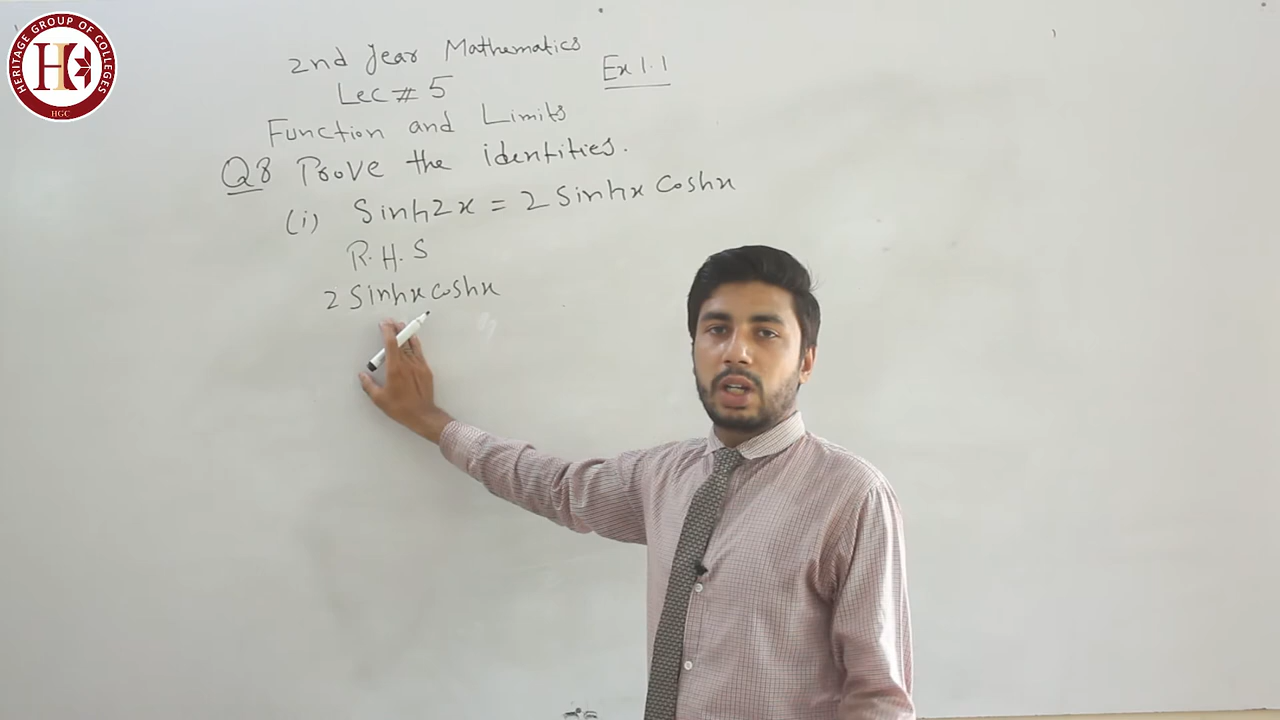 HERITAGE GROUP OF COLLEGES
HGC
2nd Year Mathematics
Lec # 5
Ex 1.1
Function and Limits
Q8 Prove the identities.
(i) Sinh2x = 2 Sinhx Coshx
R.H.S
2 Sinhx coshx